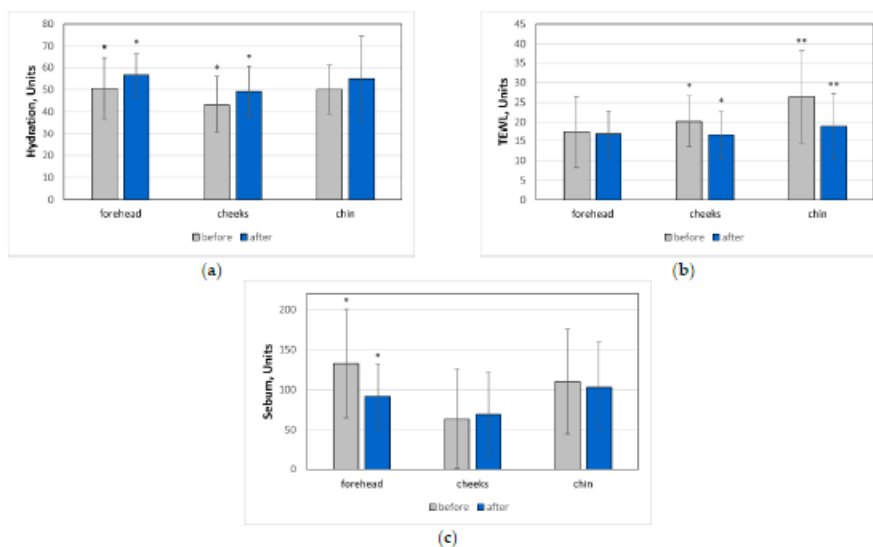 Hydration, Units
80
70
60
50
40
30
20
10
0
* * * *
forehead cheeks chin
before after
(a)
TEWL, Units
45
40
35
30
25
20
15
10
5
0
* * ** **
forehead cheeks chin
before after
(b)
Sebum, Units
200
150
100
50
0
* *
forehead cheeks chin
before after
(c)